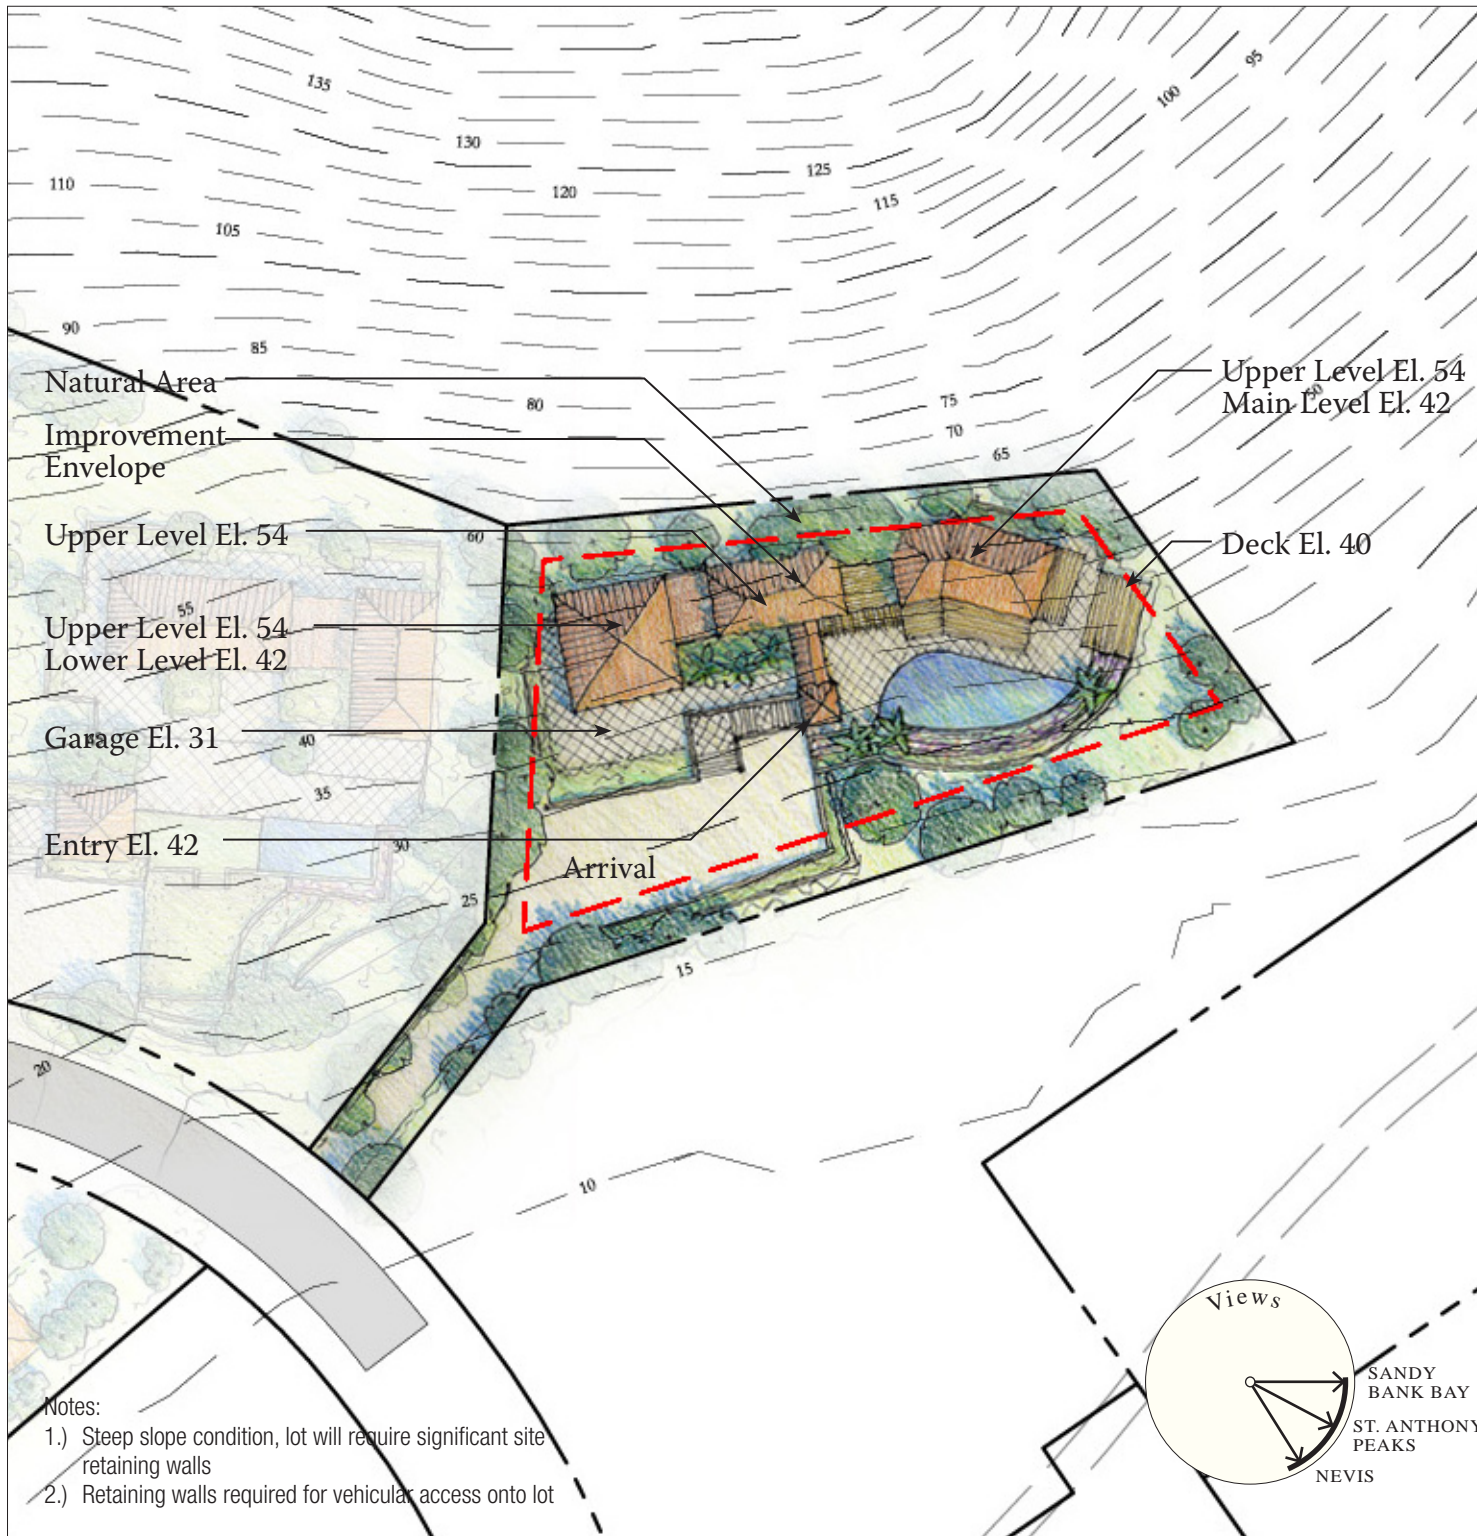 135
95
100
130
125
110
120
115
105
90
85
Natural Area
80
75
Upper Level El. 54
Main Level El. 42
50
70
Improvement
Envelope
65
Upper Level El. 54
60
Deck El. 40
55
Upper Level El. 54
Lower Level El. 42
Garage El. 31
45
40
35
Entry El. 42
30
Arrival
25
15
20
10
Views
SANDY
BANK BAY
ST. ANTHONY
PEAKS
NEVIS
Notes:
1.) Steep slope condition, lot will require significant site
retaining walls
2.) Retaining walls required for vehicular access onto lot